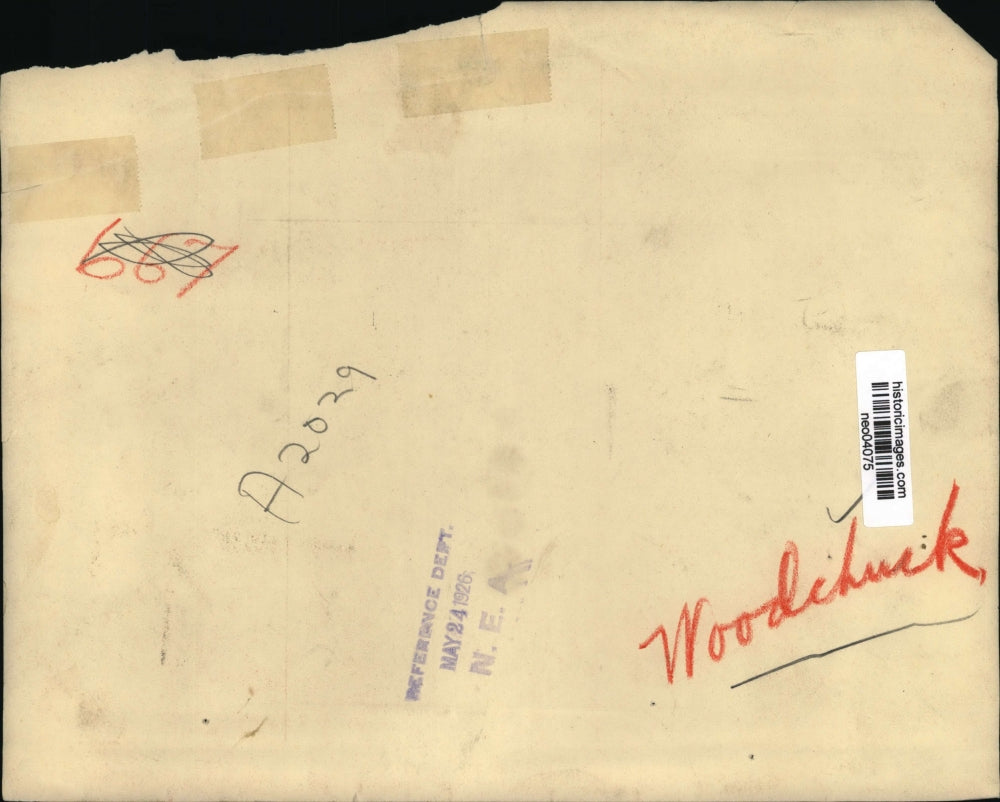 667
A2029
REFERENCE DEPT.
MAY 24 1926
N. E. A.
historicimages.com
neo04075
Woodchuck,